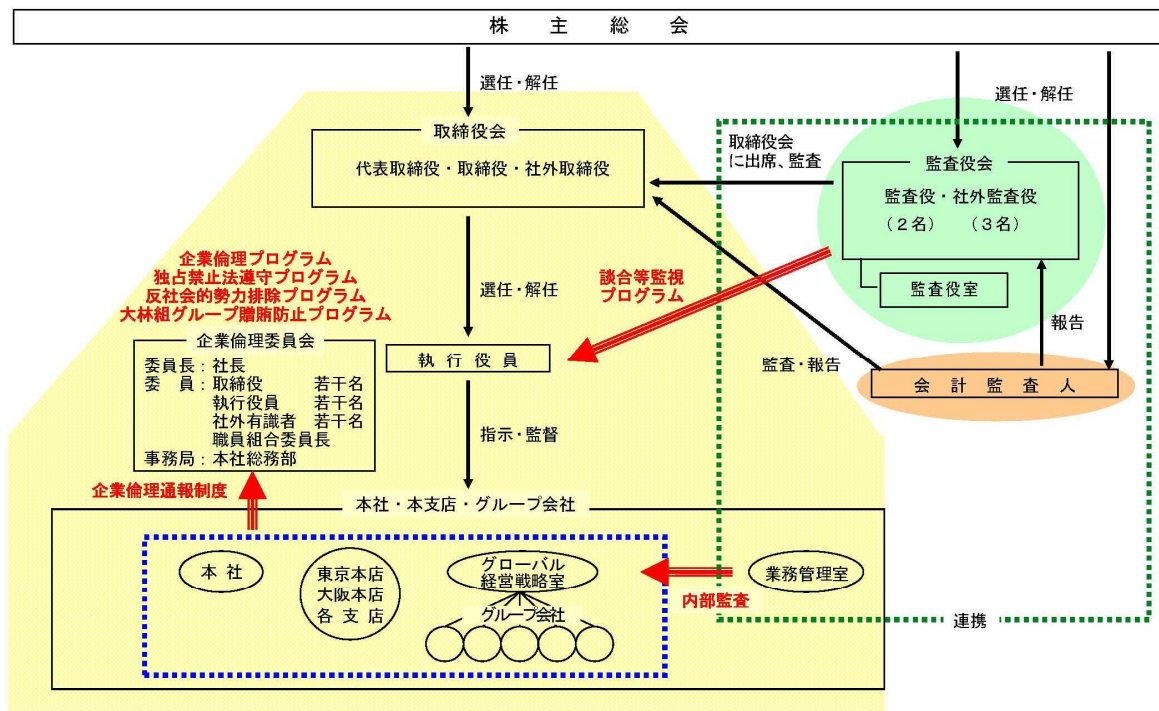 株主総会
選任・解任
選任・解任
取締役会
代表取締役・取締役・社外取締役
取締役会
に出席、監査
監査役会
監査役・社外監査役
（２名）　（３名）
監査役室
企業倫理プログラム
独占禁止法遵守プログラム
反社会的勢力排除プログラム
大林組グループ贈賄防止プログラム
選任・解任
談合等監視
プログラム
報告
企業倫理委員会
委員長：社長
委　員：取締役　若干名
執行役員　若干名
社外有識者　若干名
職員組合委員長
事務局：本社総務部
執行役員
監査・報告
会計監査人
指示・監督
企業倫理通報制度
本社・本支店・グループ会社
本社
東京本店
大阪本店
各支店
グローバル
経営戦略室
グループ会社
内部監査
業務管理室
連携